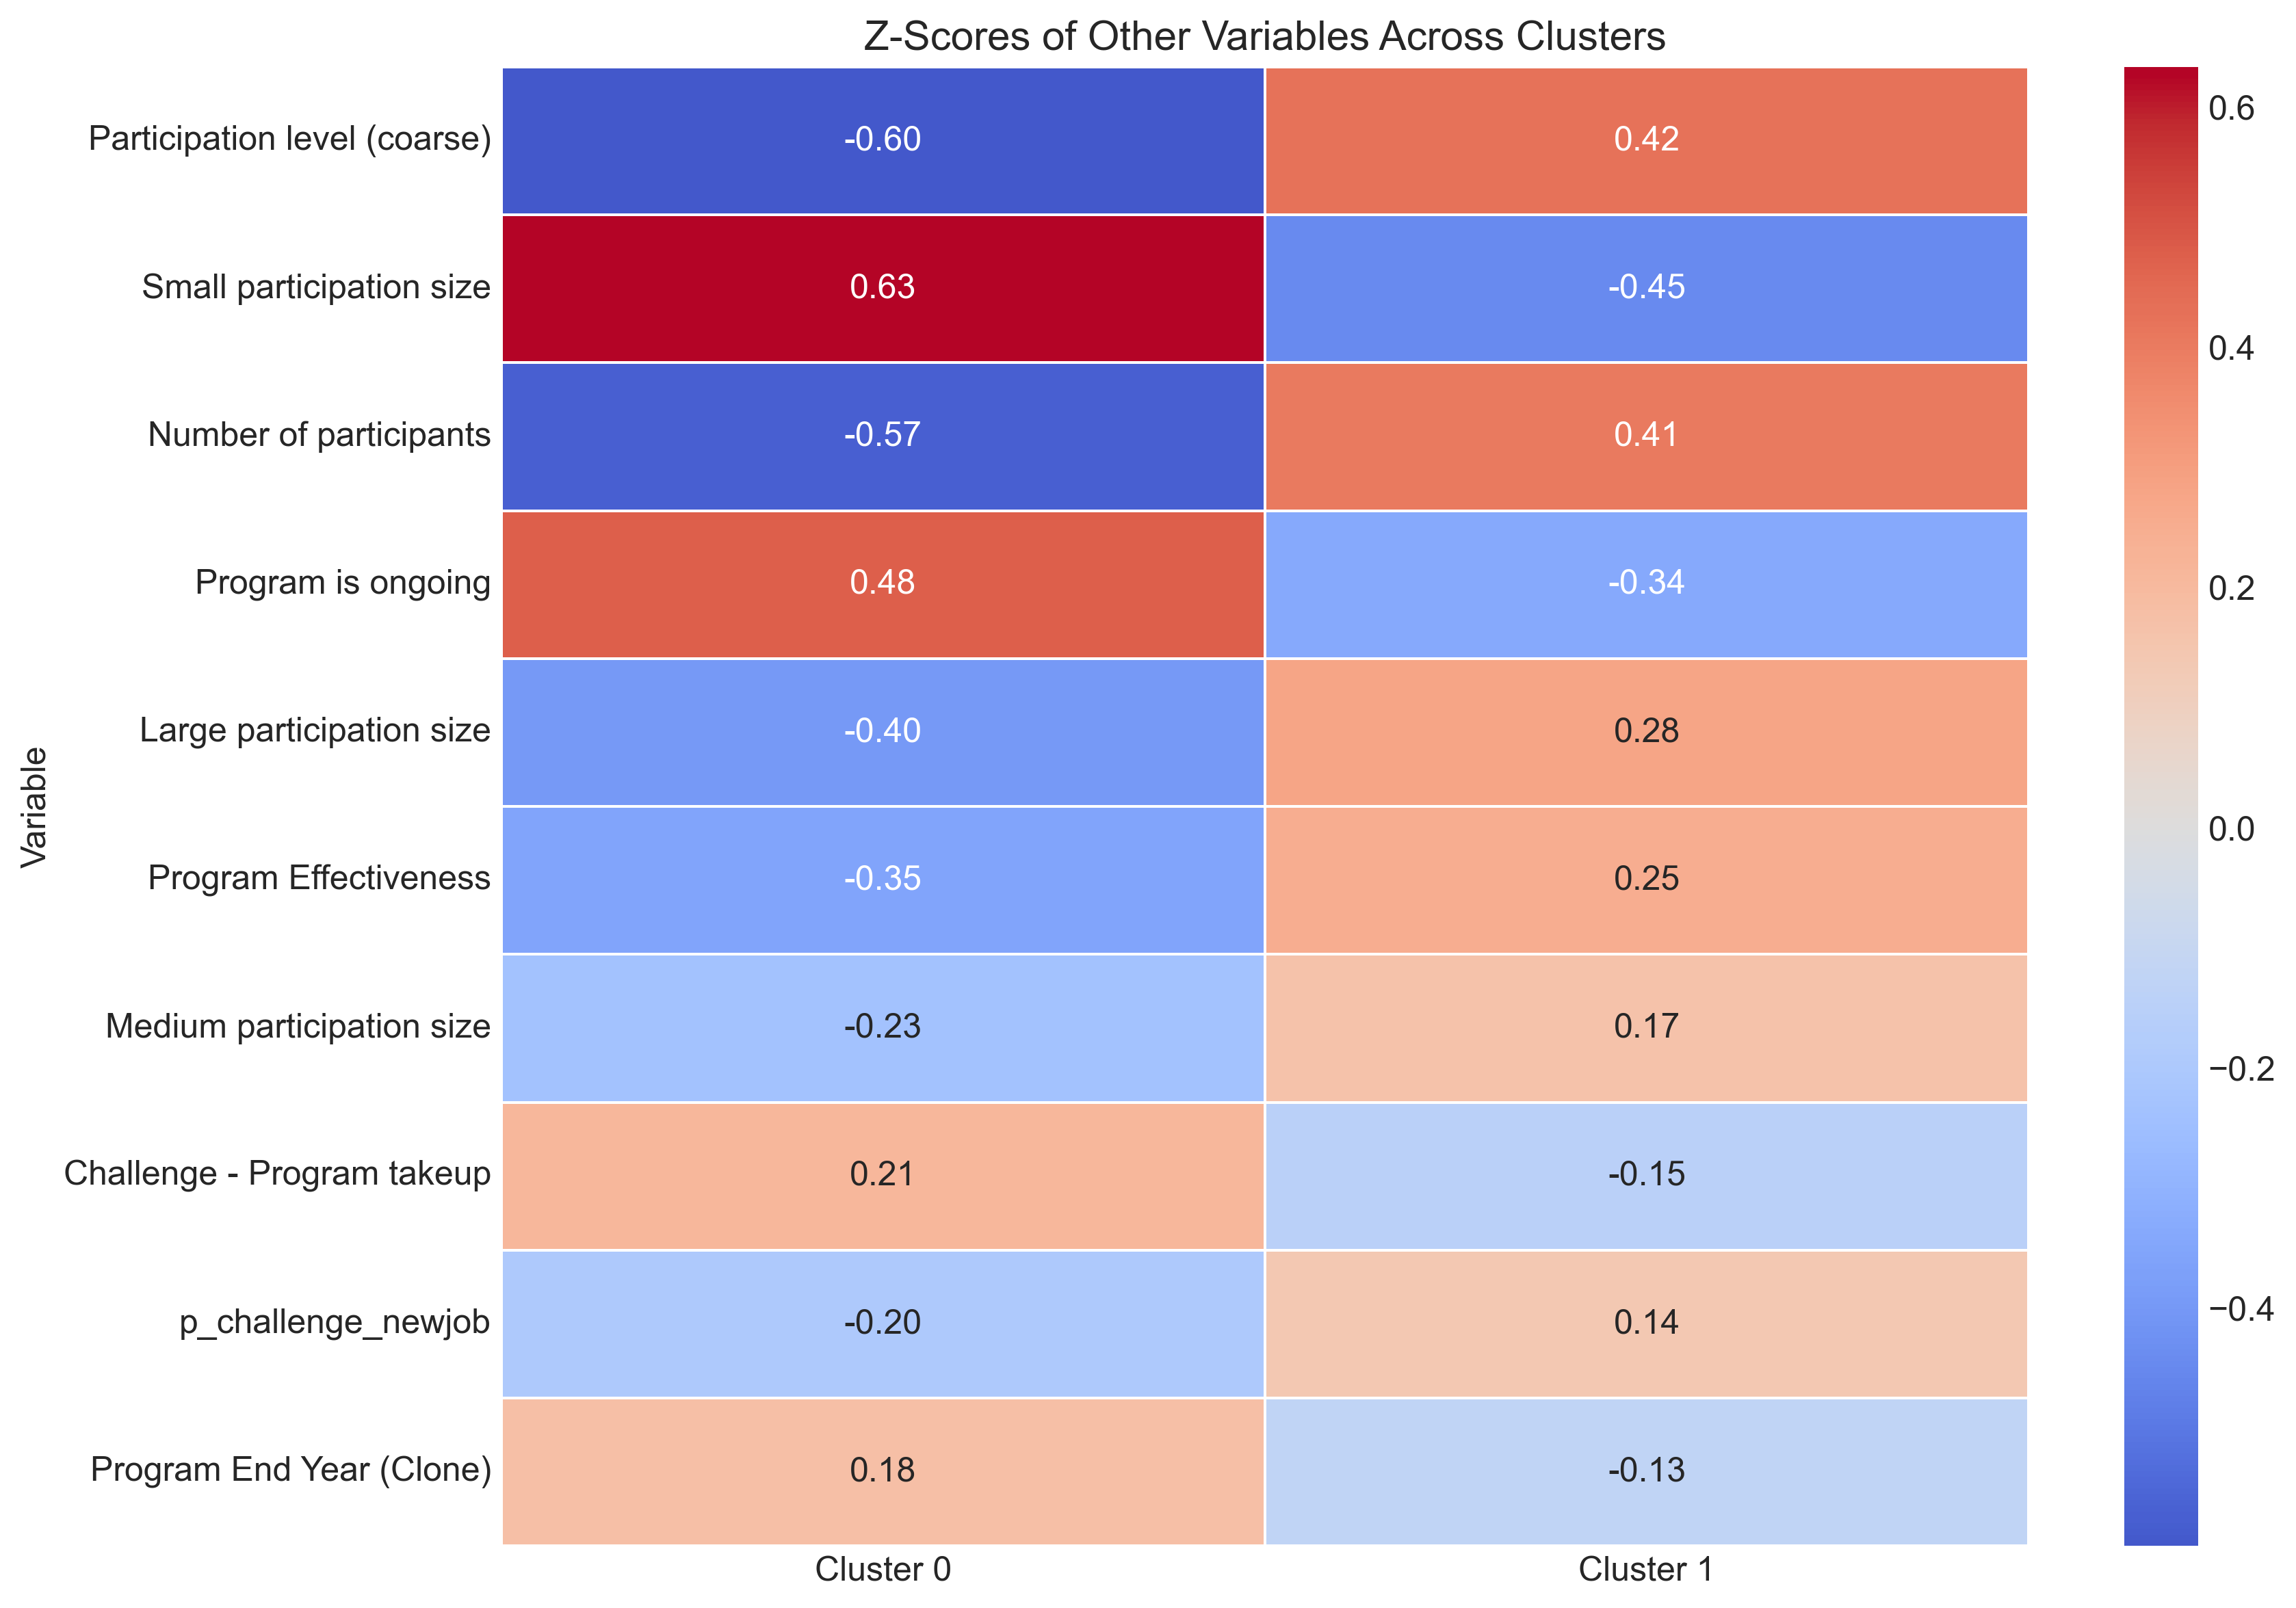 Z-Scores of Other Variables Across Clusters
Variable
Participation level (coarse) -0.60 0.42
Small participation size 0.63 -0.45
Number of participants -0.57 0.41
Program is ongoing 0.48 -0.34
Large participation size -0.40 0.28
Program Effectiveness -0.35 0.25
Medium participation size -0.23 0.17
Challenge - Program takeup 0.21 -0.15
p_challenge_newjob -0.20 0.14
Program End Year (Clone) 0.18 -0.13
Cluster 0 Cluster 1
0.6
0.4
0.2
0.0
−0.2
−0.4